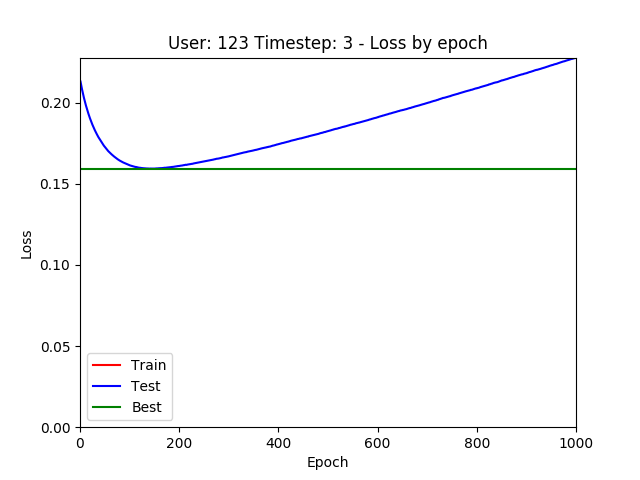 User: 123 Timestep: 3 - Loss by epoch
0.20
0.15
0.10
0.05
0.00
Loss
Train
Test
Best
0 200 400 600 800 1000
Epoch